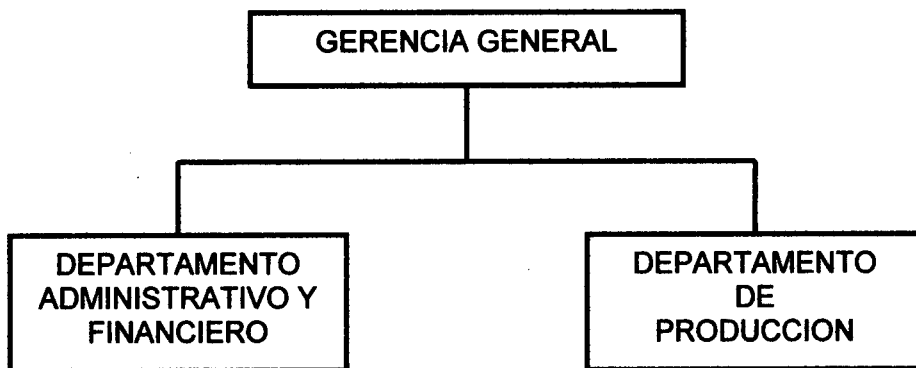 GERENCIA GENERAL
DEPARTAMENTO
ADMINISTRATIVO Y
FINANCIERO
DEPARTAMENTO
DE
PRODUCCION